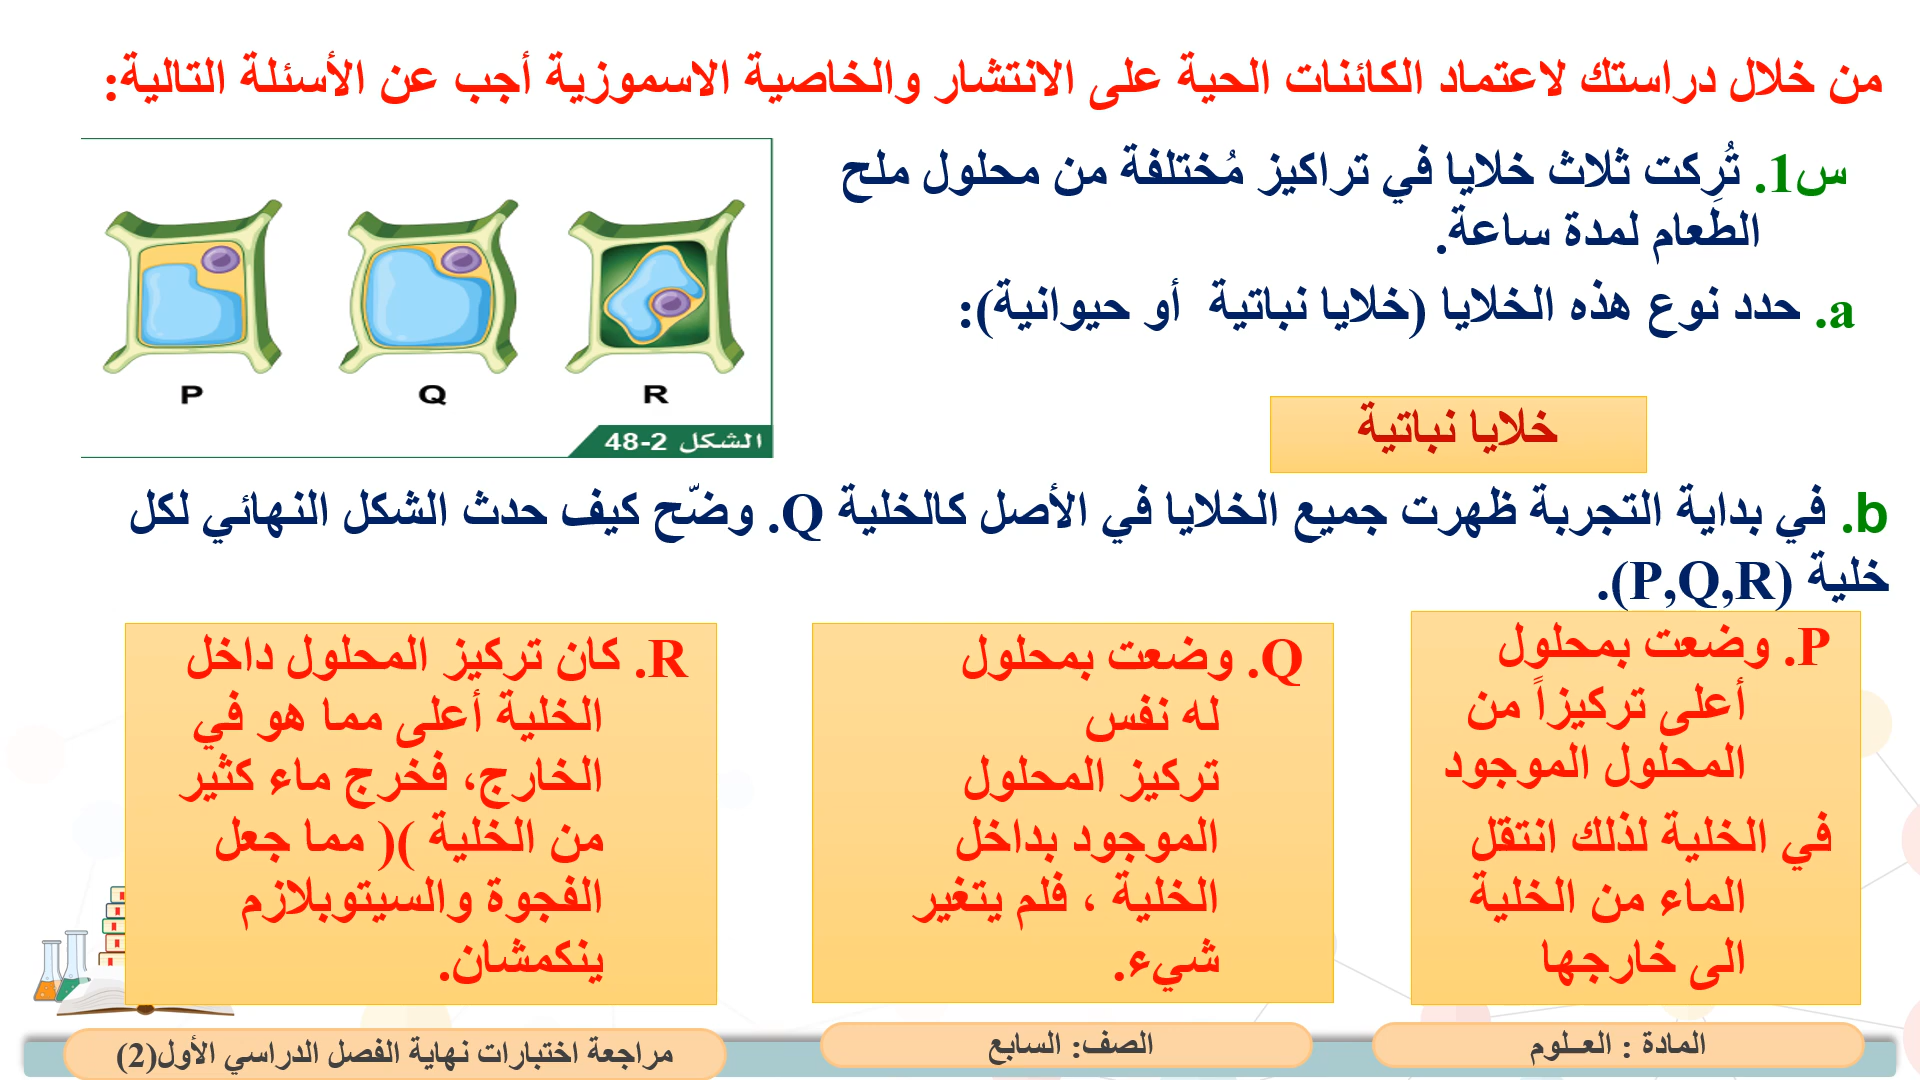 من خلال دراستك لاعتماد الكائنات الحية على الانتشار والخاصية الاسموزية أجب عن الأسئلة التالية:
س1. تُرِكت ثلاث خلايا في تراكيز مُختلفة من محلول ملح
الطَعام لمدة ساعة.
a. حدد نوع هذه الخلايا (خلايا نباتية أو حيوانية):
P
Q
R
الشكل 2-48
خلايا نباتية
b. في بداية التجربة ظهرت جميع الخلايا في الأصل كالخلية Q. وضّح كيف حدث الشكل النهائي لكل
خلية (P,Q,R).
P. وضعت بمحلول
أعلى تركيزاً من
المحلول الموجود
في الخلية لذلك انتقل
الماء من الخلية
الى خارجها
Q. وضعت بمحلول
له نفس
تركيز المحلول
الموجود بداخل
الخلية ، فلم يتغير
شيء.
R. كان تركيز المحلول داخل
الخلية أعلى مما هو في
الخارج، فخرج ماء كثير
من الخلية )( مما جعل
الفجوة والسيتوبلازم
ينكمشان.
المادة : العـلوم
الصف: السابع
مراجعة اختبارات نهاية الفصل الدراسي الأول(2)